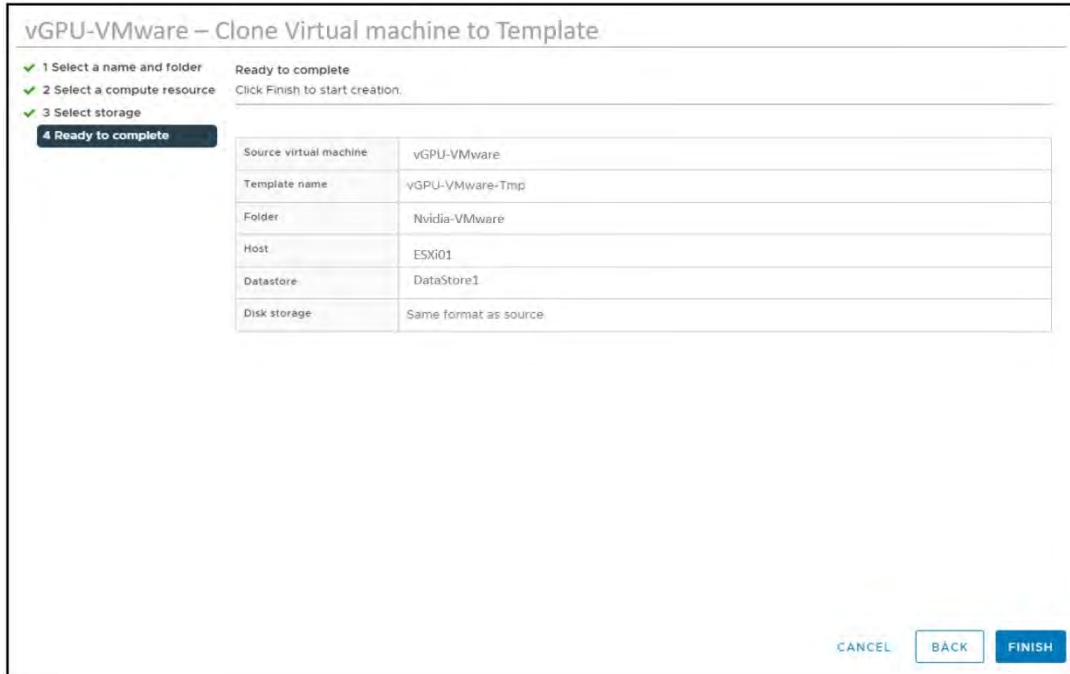 vGPU-VMware – Clone Virtual machine to Template
1 Select a name and folder
2 Select a compute resource
3 Select storage
4 Ready to complete
Ready to complete
Click Finish to start creation.
Source virtual machine vGPU-VMware
Template name vGPU-VMware-Tmp
Folder Nvidia-VMware
Host ESXi01
Datastore DataStore1
Disk storage Same format as source
CANCEL BACK FINISH